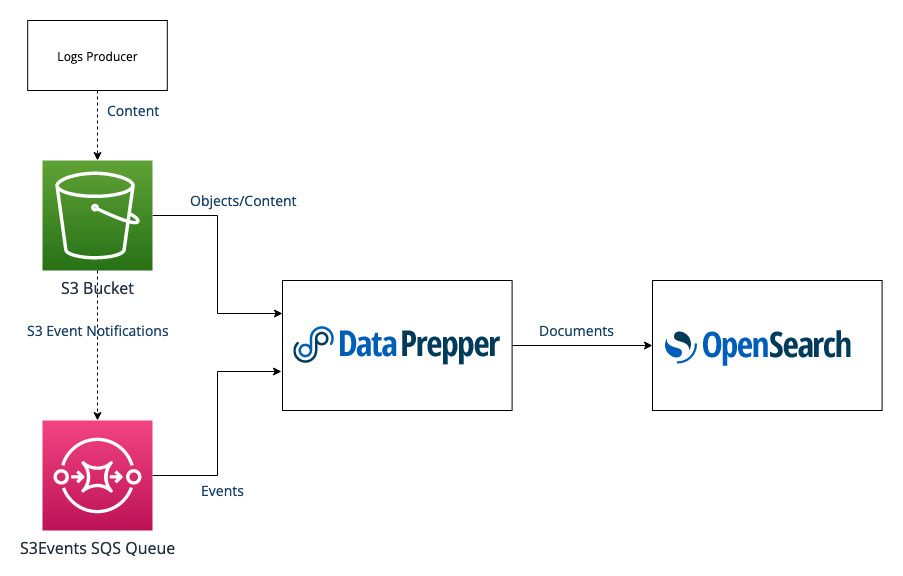 Logs Producer
Content
Objects/Content
S3 Bucket
S3 Event Notifications
Data Prepper
Documents
OpenSearch
Events
S3Events SQS Queue